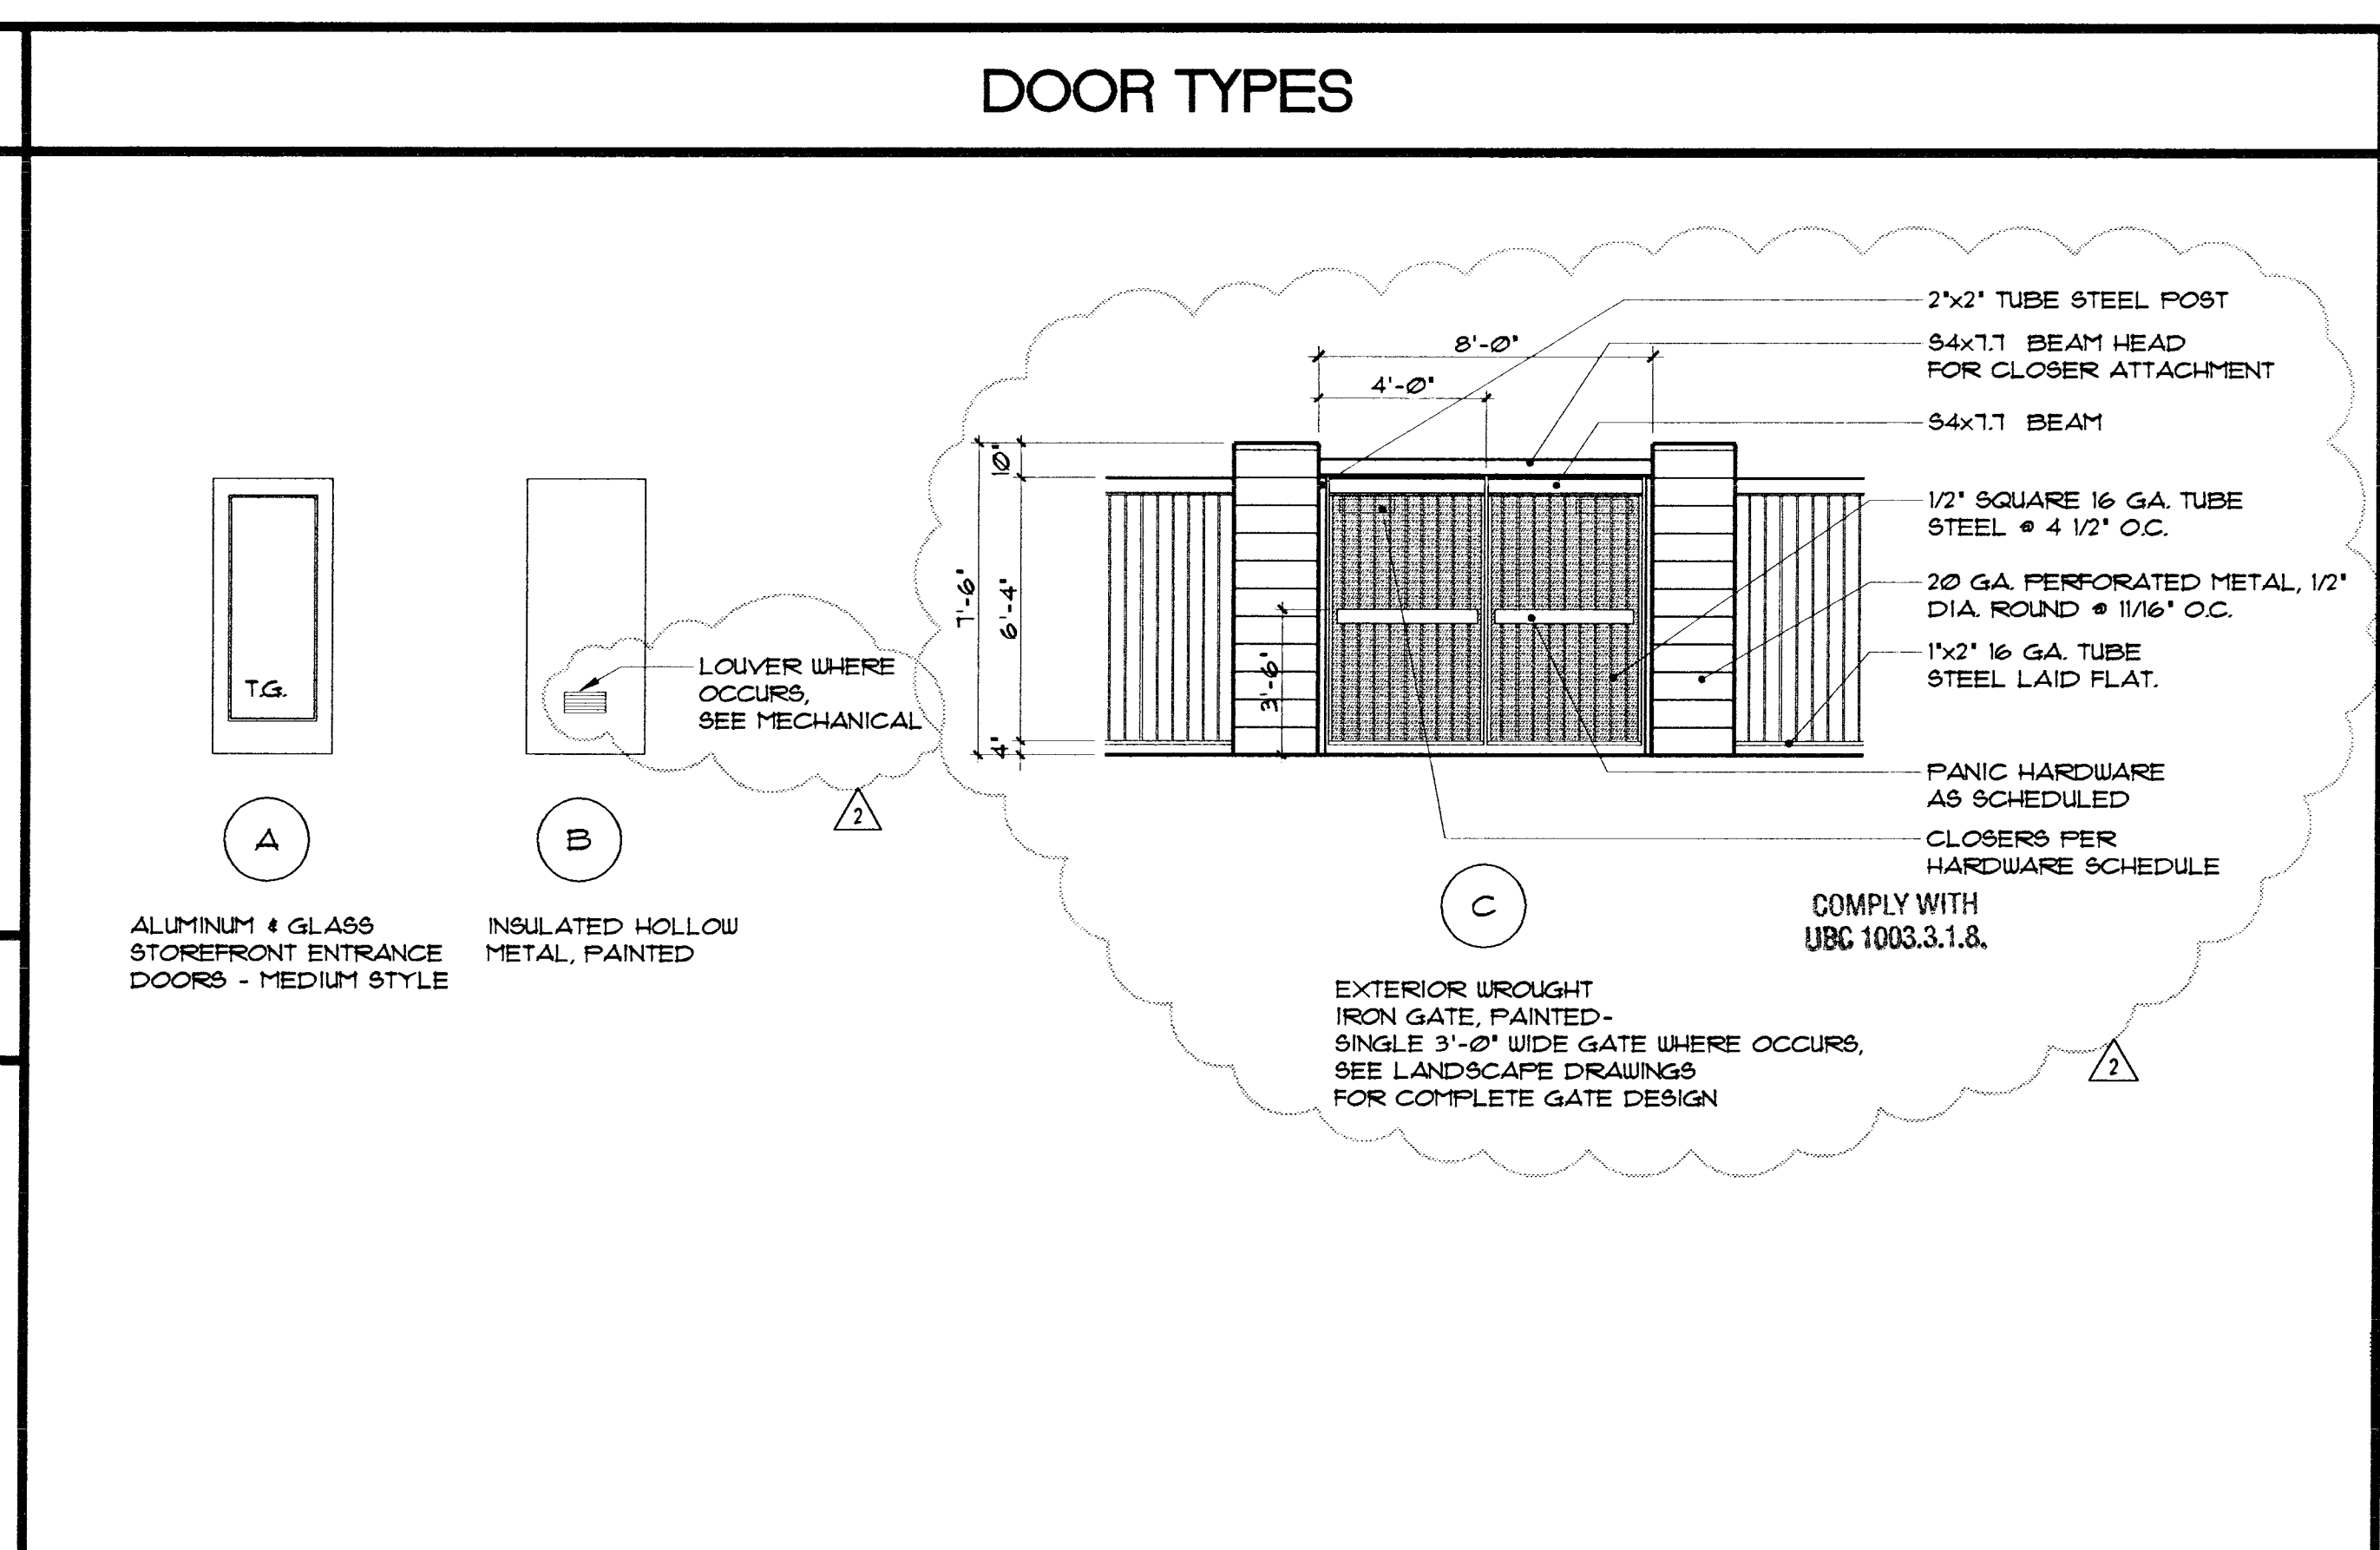 DOOR TYPES
T.G.
A
ALUMINUM & GLASS
STOREFRONT ENTRANCE
DOORS - MEDIUM STYLE
LOUVER WHERE
OCCURS,
SEE MECHANICAL
2
B
INSULATED HOLLOW
METAL, PAINTED
8'-0"
4'-0"
10"
7'-6"
6'-4"
3'-6"
4"
2"x2" TUBE STEEL POST
S4x7.7 BEAM HEAD
FOR CLOSER ATTACHMENT
S4x7.7 BEAM
1/2" SQUARE 16 GA. TUBE
STEEL @ 4 1/2" O.C.
20 GA. PERFORATED METAL, 1/2"
DIA. ROUND @ 11/16" O.C.
1"x2" 16 GA. TUBE
STEEL LAID FLAT.
PANIC HARDWARE
AS SCHEDULED
CLOSERS PER
HARDWARE SCHEDULE
COMPLY WITH
UBC 1003.3.1.8.
C
EXTERIOR WROUGHT
IRON GATE, PAINTED-
SINGLE 3'-0" WIDE GATE WHERE OCCURS,
SEE LANDSCAPE DRAWINGS
FOR COMPLETE GATE DESIGN
2